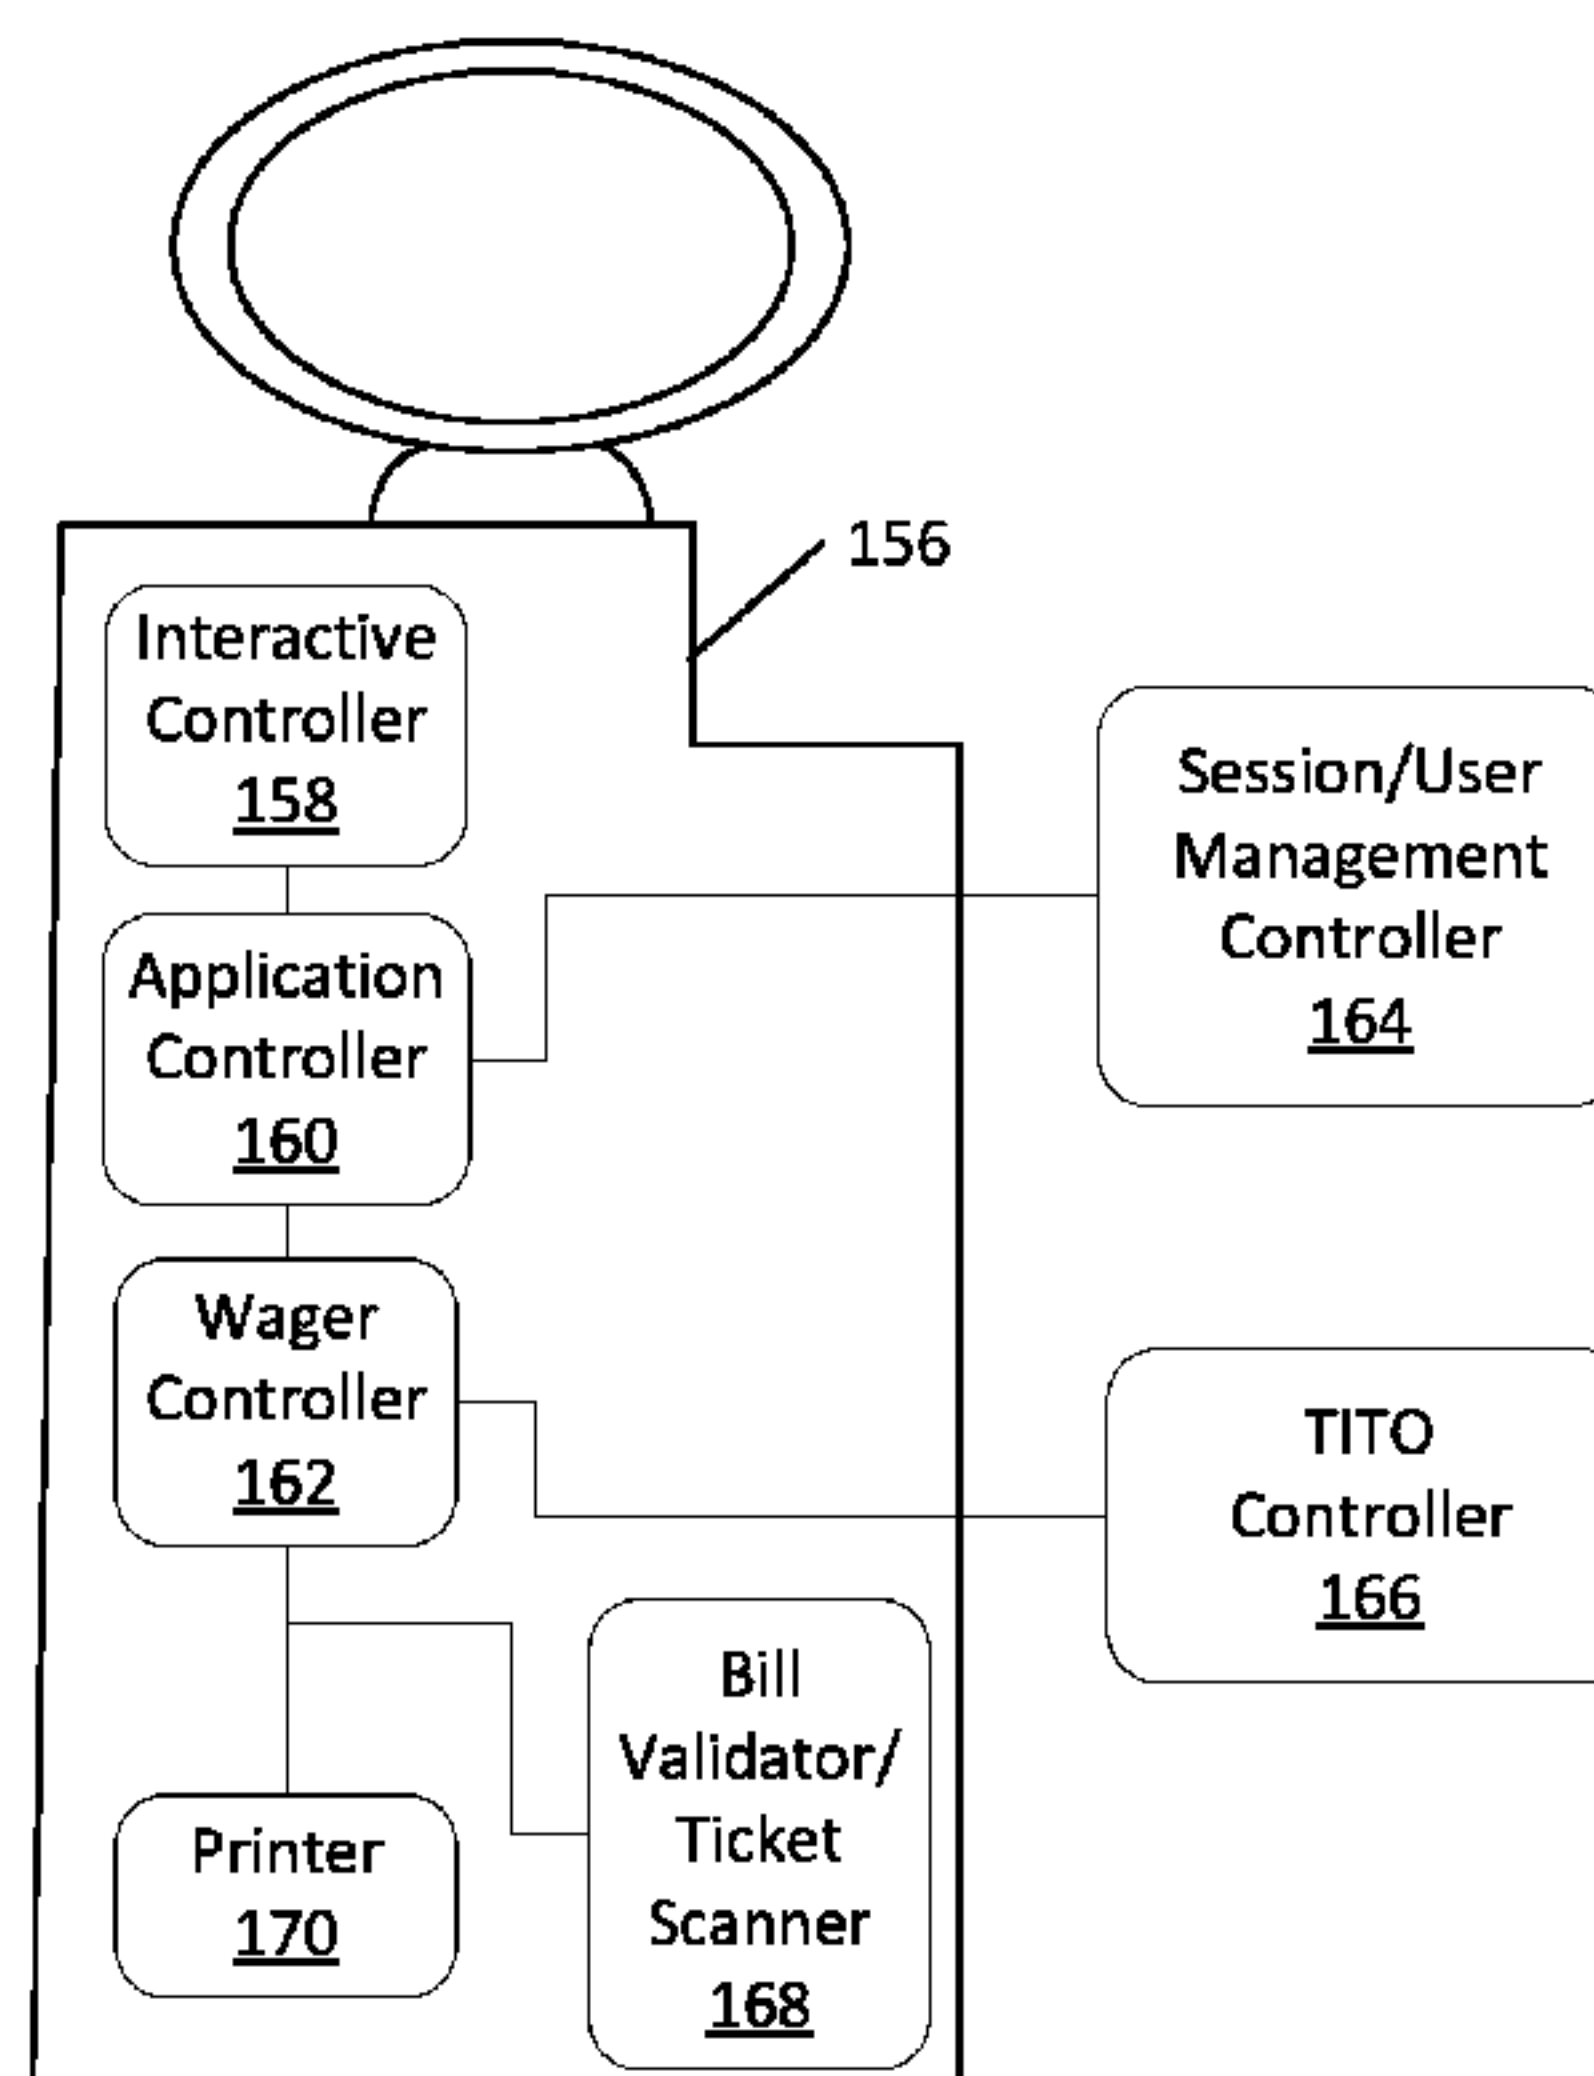 156
Interactive
Controller
158
Session/User
Management
Controller
164
Application
Controller
160
Wager
Controller
162
TITO
Controller
166
Bill
Validator/
Ticket
Scanner
168
Printer
170